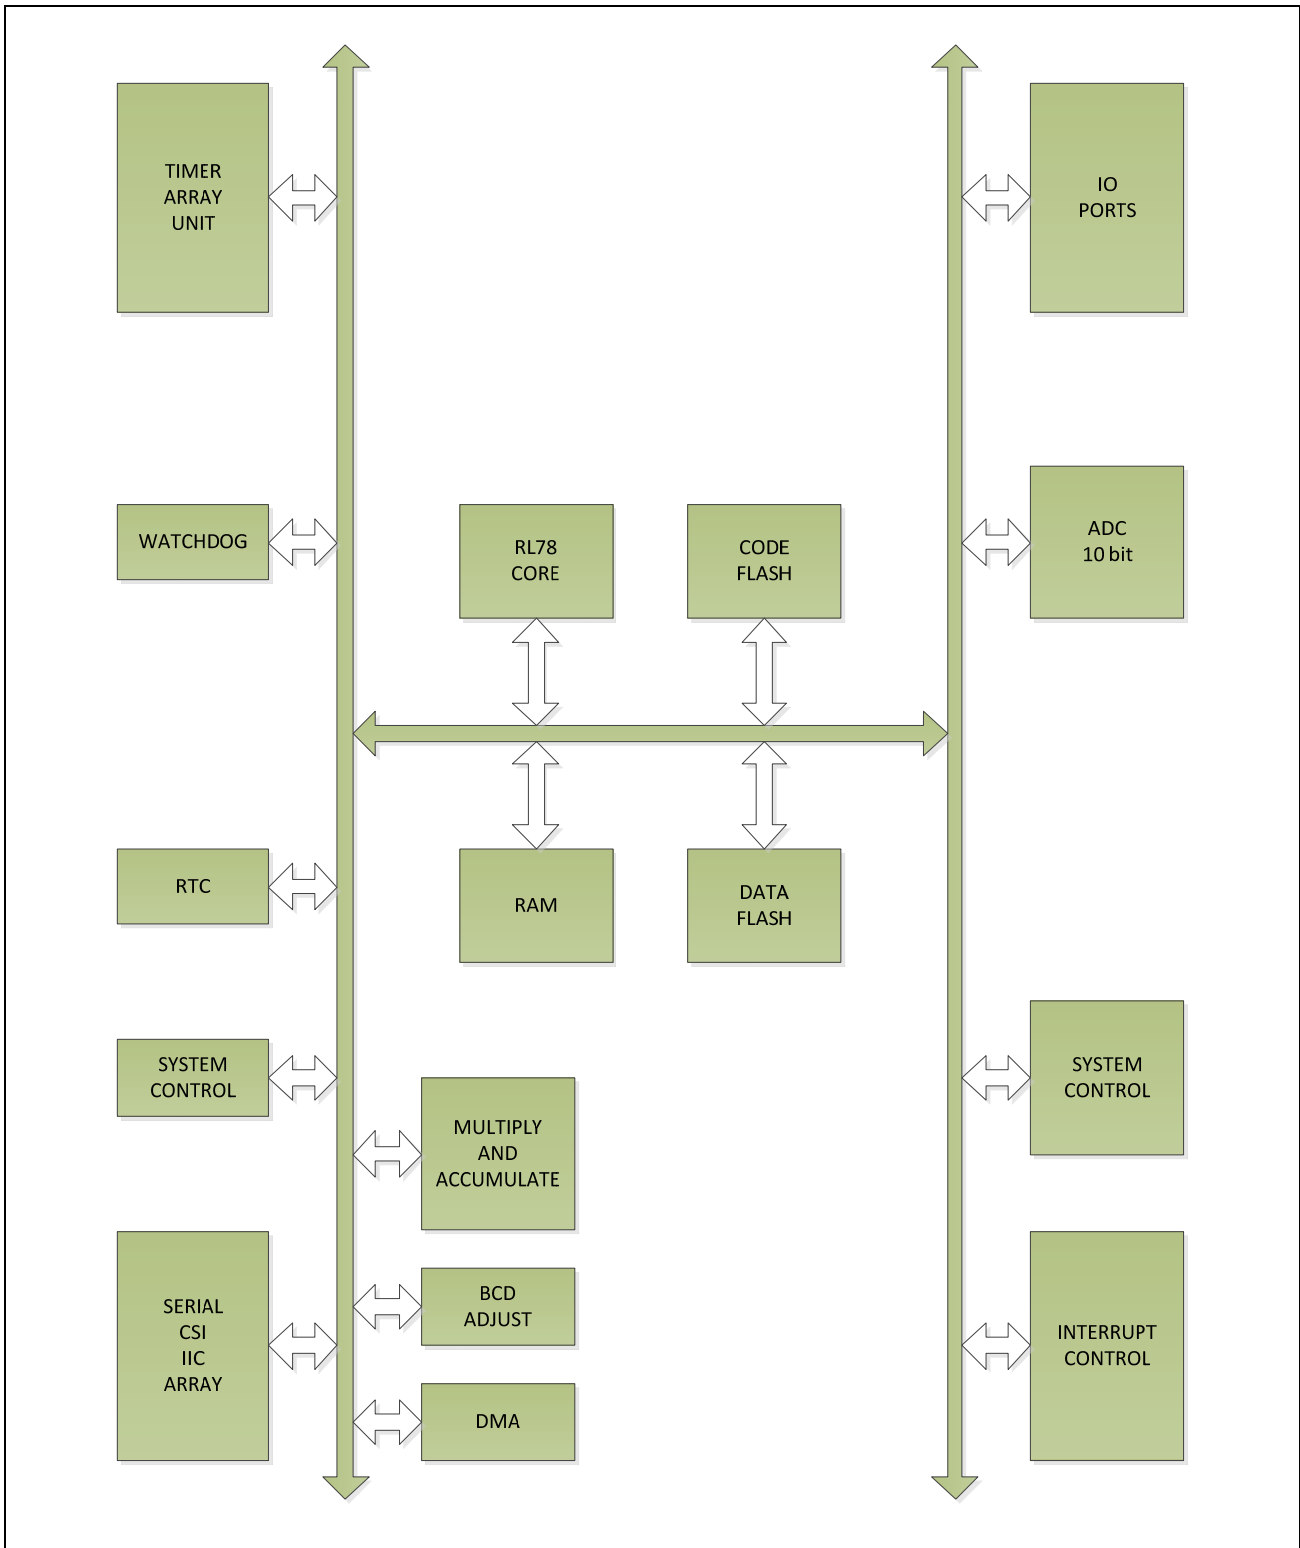 TIMER
ARRAY
UNIT
IO
PORTS
WATCHDOG
RL78
CORE
CODE
FLASH
ADC
10 bit
RTC
RAM
DATA
FLASH
SYSTEM
CONTROL
MULTIPLY
AND
ACCUMULATE
SYSTEM
CONTROL
SERIAL
CSI
IIC
ARRAY
BCD
ADJUST
DMA
INTERRUPT
CONTROL